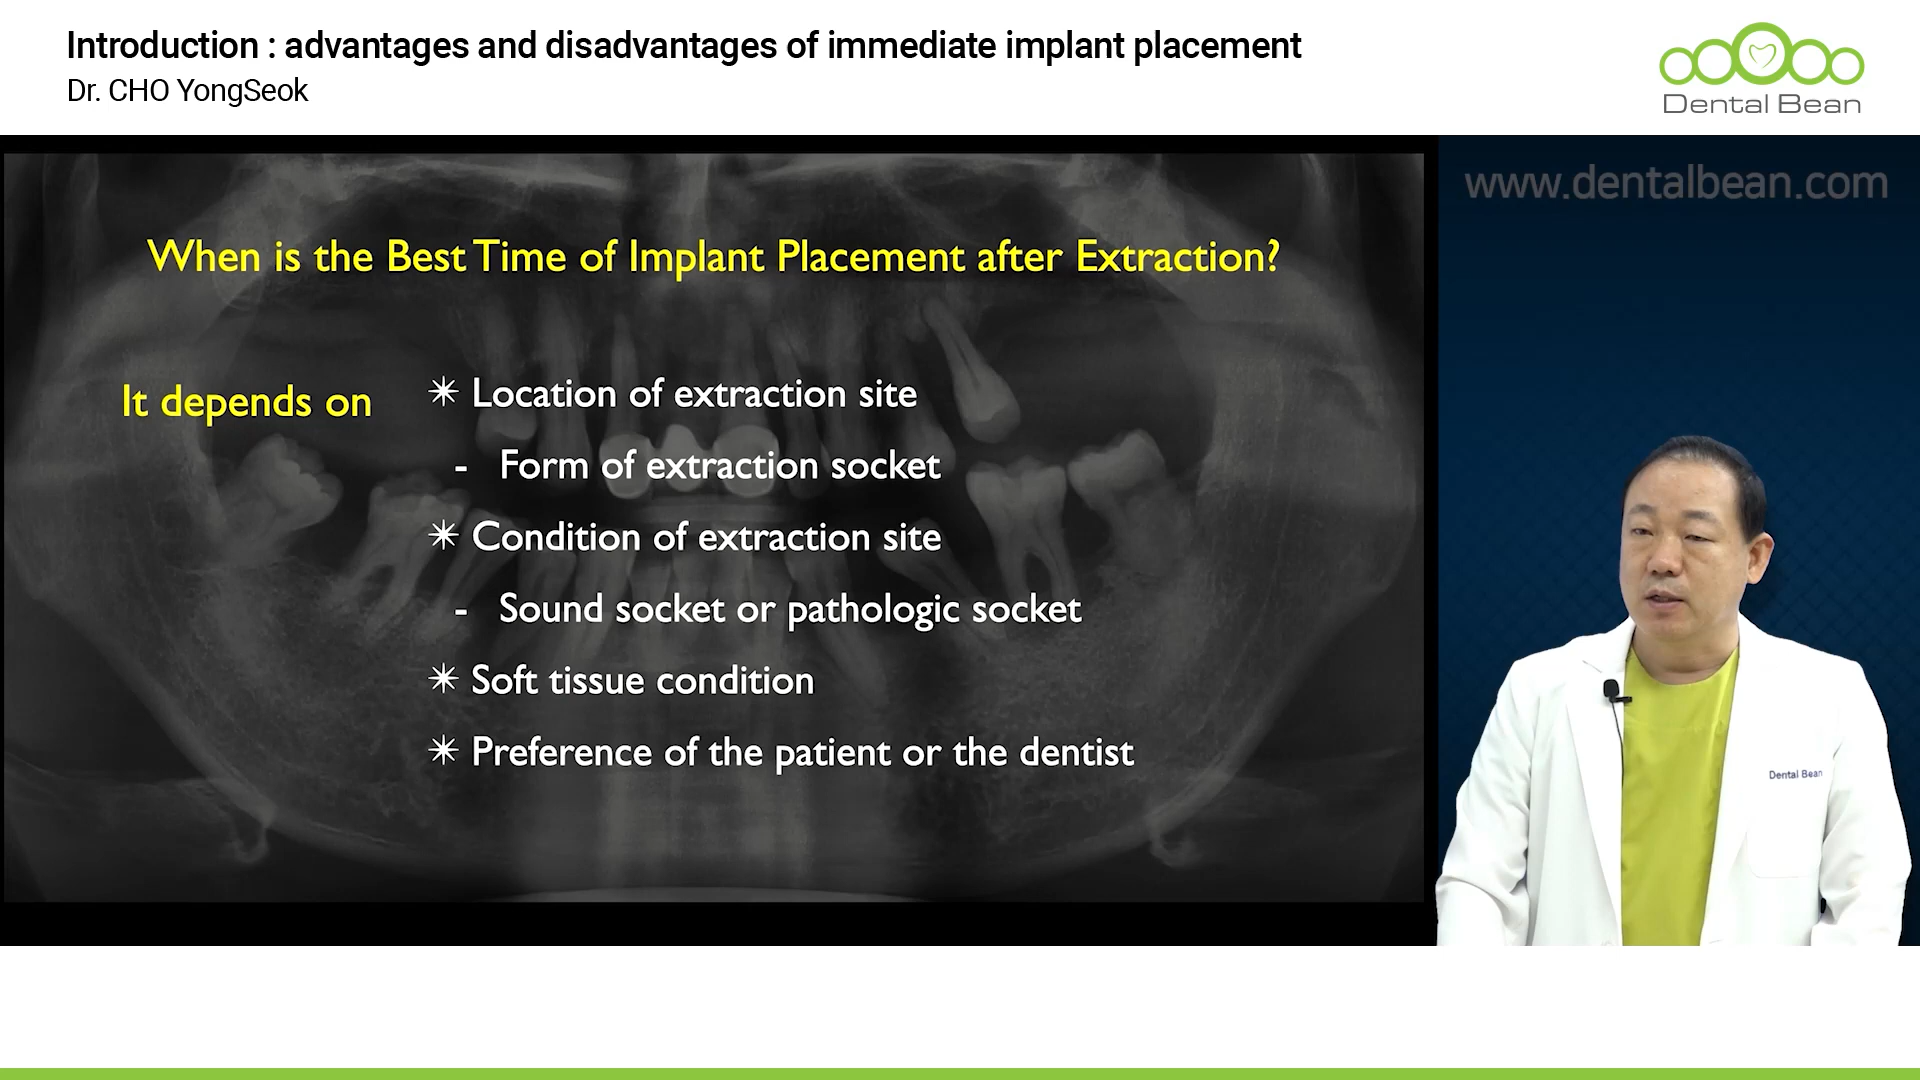 Introduction : advantages and disadvantages of immediate implant placement
Dr. CHO YongSeok
Dental Bean
www.dentalbean.com
When is the Best Time of Implant Placement after Extraction?
It depends on
✴ Location of extraction site
- Form of extraction socket
✴ Condition of extraction site
- Sound socket or pathologic socket
✴ Soft tissue condition
✴ Preference of the patient or the dentist
Dental Bean